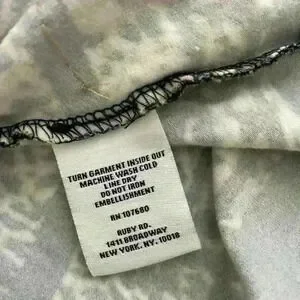 TURN GARMENT INSIDE OUT
MACHINE WASH COLD
LINE DRY
DO NOT IRON
EMBELLISHMENT
RN 107680
RUBY RD.
1411 BROADWAY
NEW YORK, NY. 10018